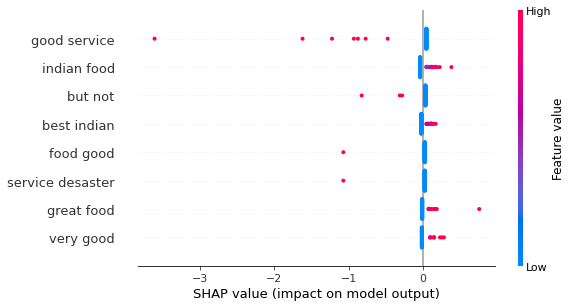 High
good service
indian food
but not
best indian
food good
service desaster
great food
very good
Feature value
Low
−3 −2 −1 0
SHAP value (impact on model output)